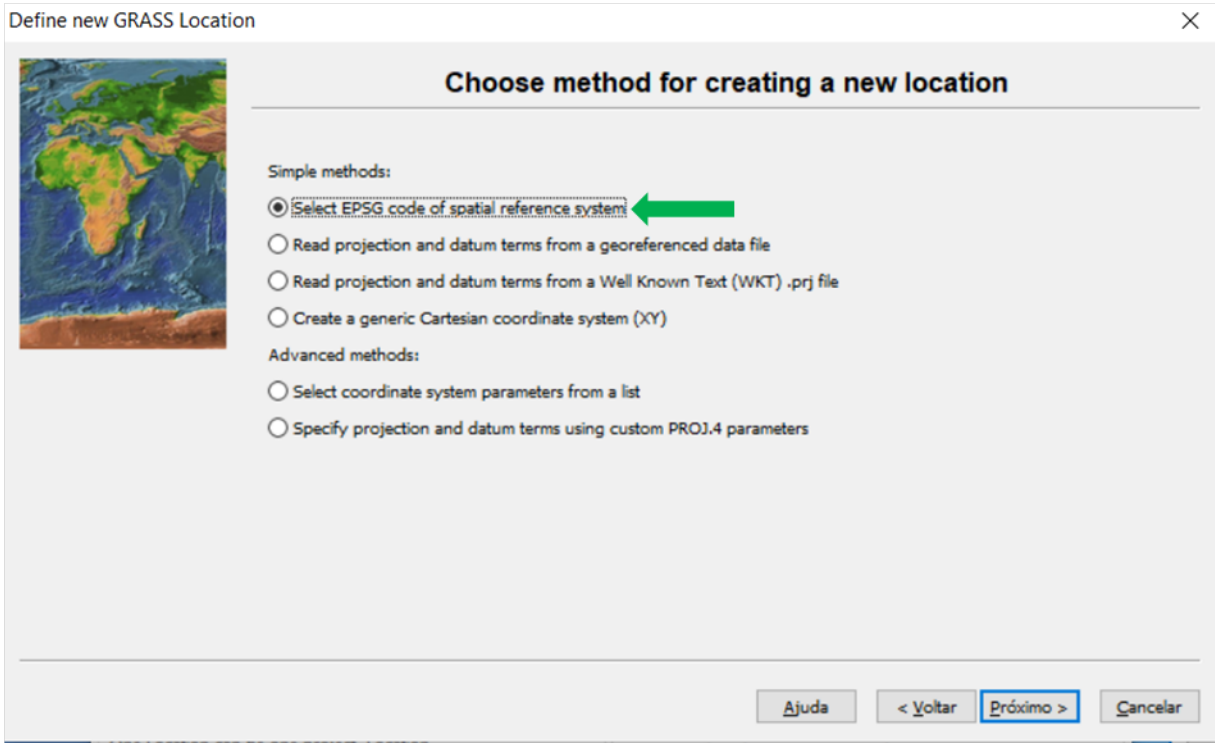 Define new GRASS Location
Choose method for creating a new location
Simple methods:
Select EPSG code of spatial reference system
Read projection and datum terms from a georeferenced data file
Read projection and datum terms from a Well Known Text (WKT) .prj file
Create a generic Cartesian coordinate system (XY)
Advanced methods:
Select coordinate system parameters from a list
Specify projection and datum terms using custom PROJ.4 parameters
Ajuda
< Voltar
Próximo >
Cancelar